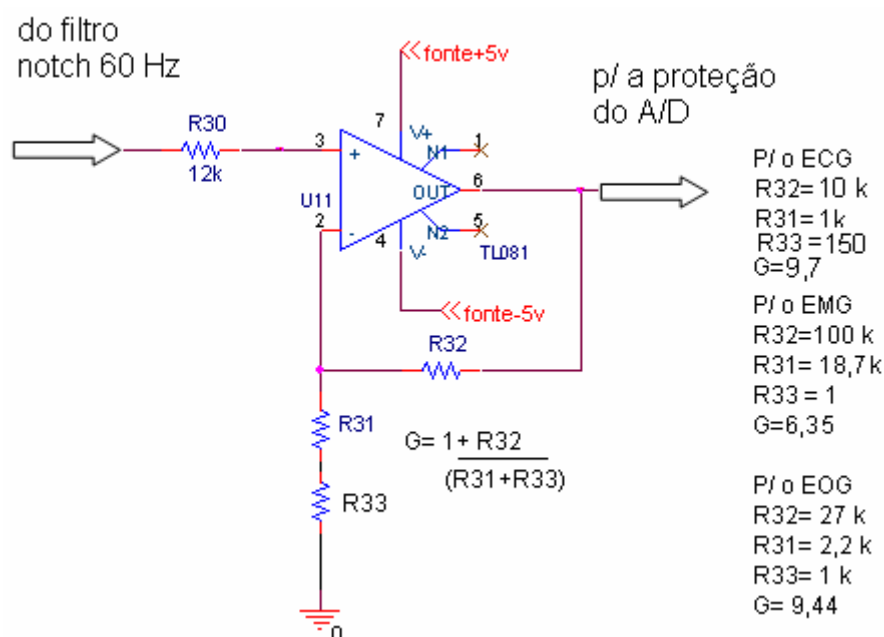 do filtro
notch 60 Hz
fonte+5v
p/ a proteção
do A/D
R30
12k
7
V+
N1
1
3
+
U11
OUT
6
2
-
4
V-
N2
5
TL081
fonte-5v
R32
R31
G= 1 + R32
(R31+R33)
R33
0
P/ o ECG
R32= 10 k
R31= 1k
R33 = 150
G=9,7
P/ o EMG
R32=100 k
R31= 18,7k
R33 = 1
G=6,35
P/ o EOG
R32= 27 k
R31= 2,2 k
R33= 1 k
G= 9,44